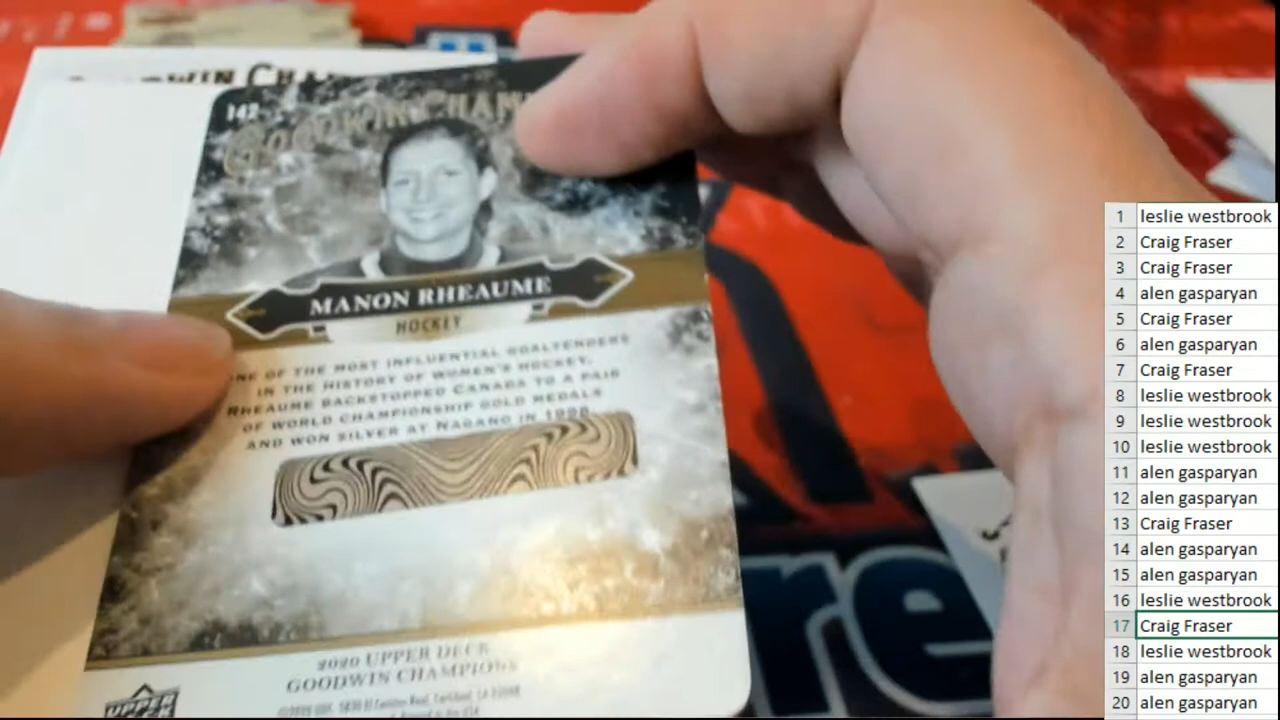 142
GOODWIN CHAM
MANON RHEAUME
HOCKEY
NE OF THE MOST INFLUENTIAL GOALTENDERS
IN THE HISTORY OF WOMEN'S HOCKEY,
RHEAUME BACKSTOPPED CANADA TO A PAIR
OF WORLD CHAMPIONSHIP GOLD MEDALS
AND WON SILVER AT NAGANO IN 1998
2020 UPPER DECK
GOODWIN CHAMPIONS
UPPER
re
1 leslie westbrook
2 Craig Fraser
3 Craig Fraser
4 alen gasparyan
5 Craig Fraser
6 alen gasparyan
7 Craig Fraser
8 leslie westbrook
9 leslie westbrook
10 leslie westbrook
11 alen gasparyan
12 alen gasparyan
13 Craig Fraser
14 alen gasparyan
15 alen gasparyan
16 leslie westbrook
17 Craig Fraser
18 leslie westbrook
19 alen gasparyan
20 alen gasparyan